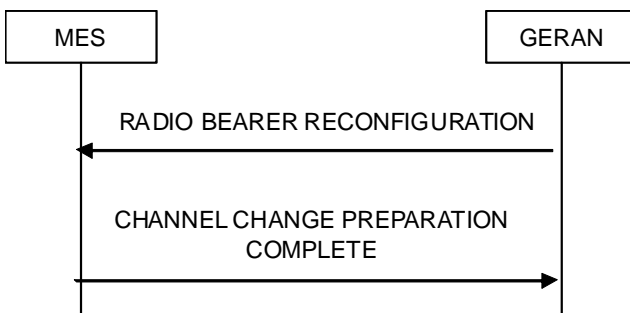 MES
GERAN
RADIO BEARER RECONFIGURATION
CHANNEL CHANGE PREPARATION
COMPLETE